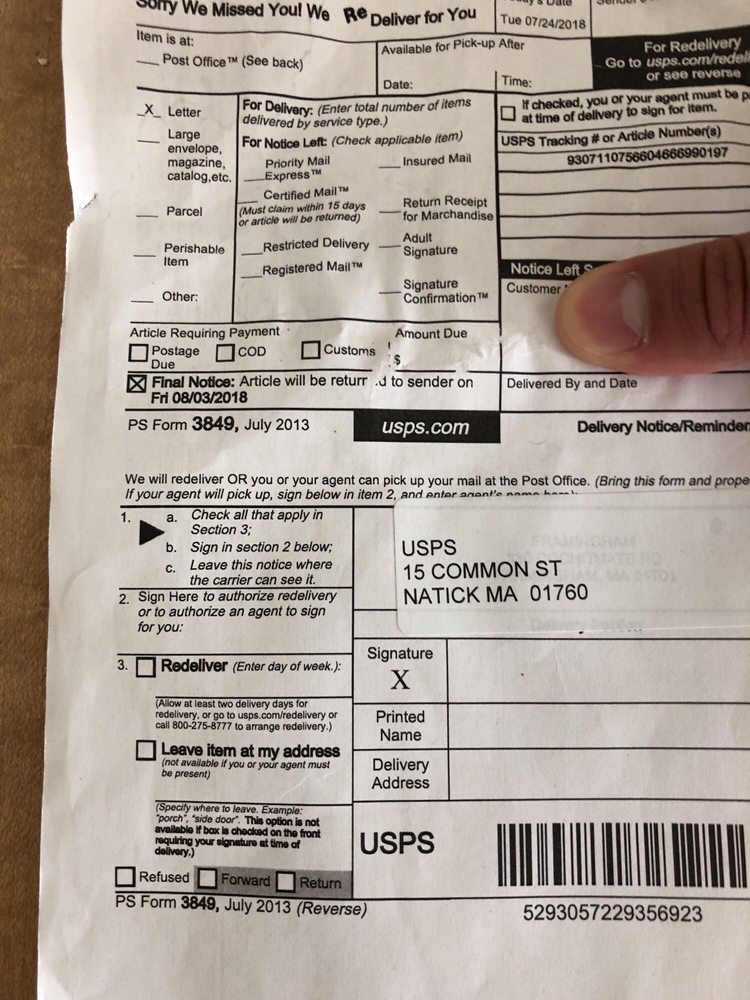 Sorry We Missed You! We Re Deliver for You
Today's Date
Tue 07/24/2018
Item is at:
Post Office™ (See back)
Available for Pick-up After
Date:
Time:
For Redelivery
Go to usps.com/redeli
or see reverse
X Letter
Large
envelope,
magazine,
catalog,etc.
Parcel
Perishable
Item
Other:
For Delivery: (Enter total number of items
delivered by service type.)
For Notice Left: (Check applicable item)
Priority Mail
Express™
Certified Mail™
(Must claim within 15 days
or article will be returned)
Restricted Delivery
Registered Mail™
Insured Mail
Return Receipt
for Marchandise
Adult
Signature
Signature
Confirmation™
If checked, you or your agent must be p
at time of delivery to sign for item.
USPS Tracking # or Article Number(s)
9307110756604666990197
Notice Left S
Customer
Article Requiring Payment
Postage
Due
COD
Customs
Amount Due
$
Final Notice: Article will be returr .d to sender on
Fri 08/03/2018
Delivered By and Date
PS Form 3849, July 2013
usps.com
Delivery Notice/Reminder
We will redeliver OR you or your agent can pick up your mail at the Post Office. (Bring this form and prope
If your agent will pick up, sign below in item 2, and enter agent's name here):
1. a. Check all that apply in
Section 3;
b. Sign in section 2 below;
c. Leave this notice where
the carrier can see it.
2. Sign Here to authorize redelivery
or to authorize an agent to sign
for you:
USPS
15 COMMON ST
NATICK MA 01760
3. Redeliver (Enter day of week.):
(Allow at least two delivery days for
redelivery, or go to usps.com/redelivery or
call 800-275-8777 to arrange redelivery.)
Leave item at my address
(not available if you or your agent must
be present)
(Specify where to leave. Example:
"porch", "side door". This option is not
available if box is checked on the front
requiring your signature at time of
delivery.)
Refused
Forward
Return
Signature
X
Printed
Name
Delivery
Address
USPS
5293057229356923
PS Form 3849, July 2013 (Reverse)